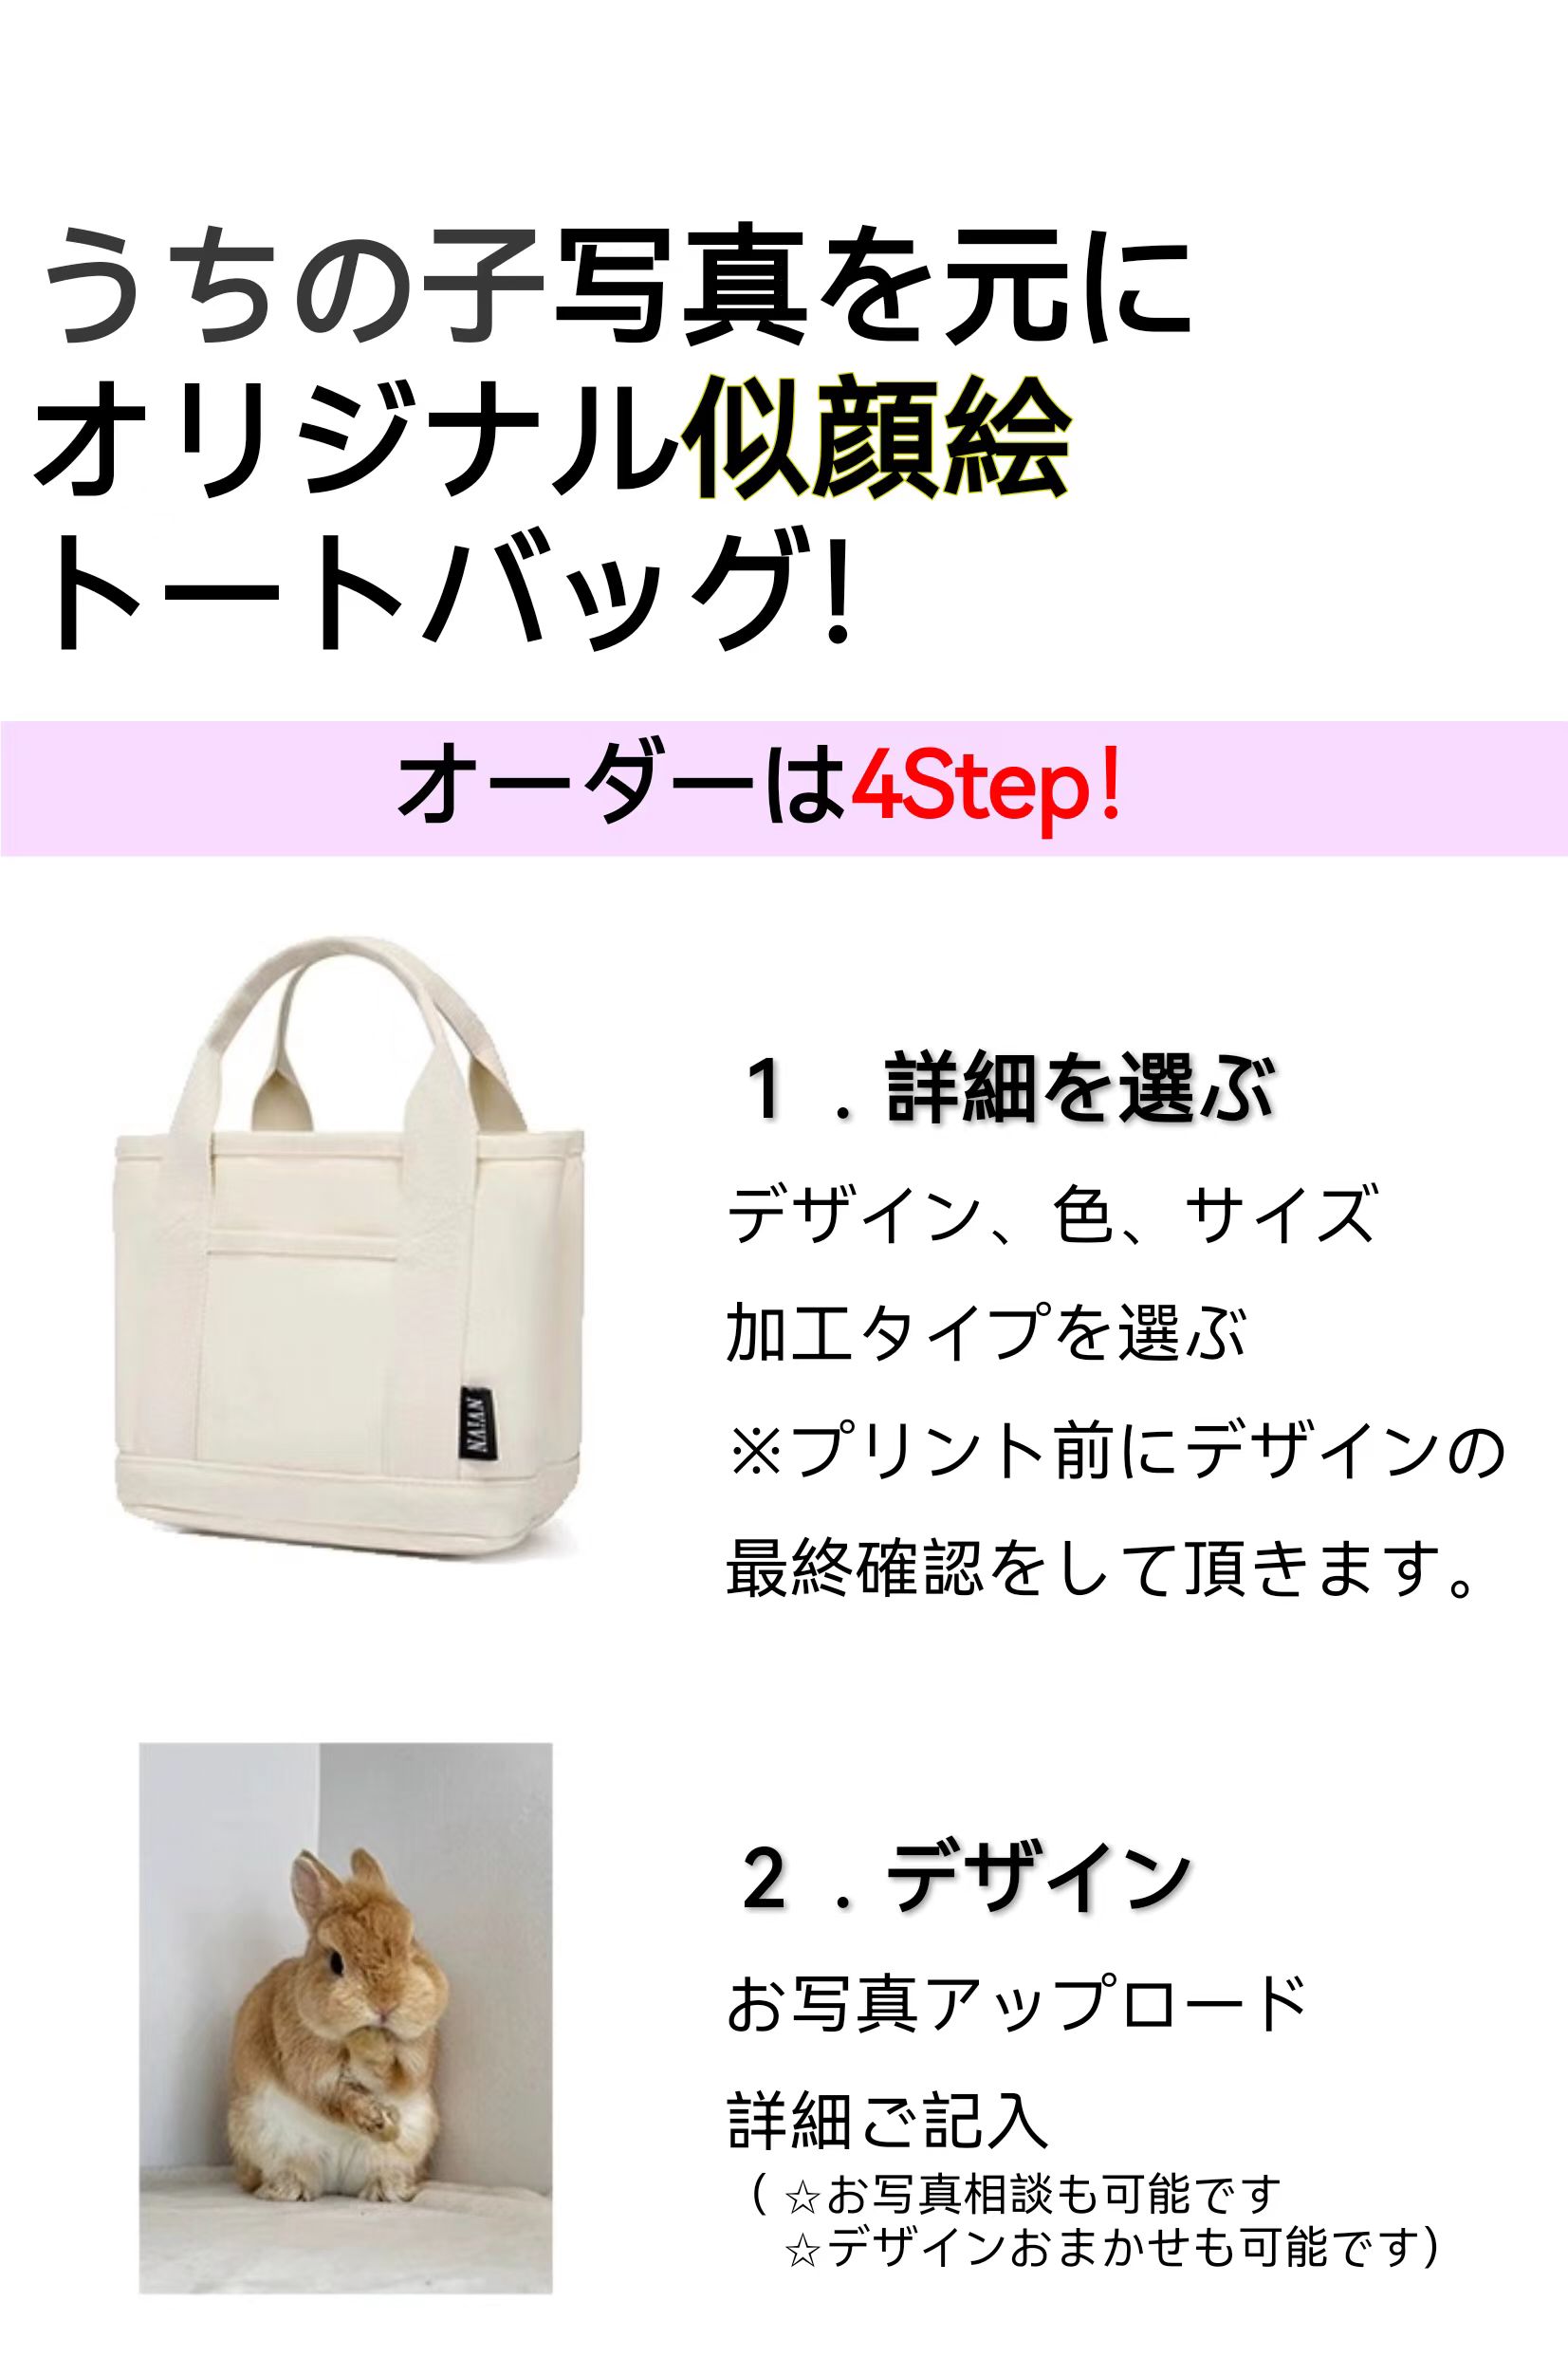 うちの子写真を元に
オリジナル似顔絵
トートバッグ!
オーダーは4Step!
１．詳細を選ぶ
デザイン、色、サイズ
加工タイプを選ぶ
※プリント前にデザインの
最終確認をして頂きます。
NVIVN
２．デザイン
お写真アップロード
詳細ご記入
（ ☆お写真相談も可能です
☆デザインおまかせも可能です）